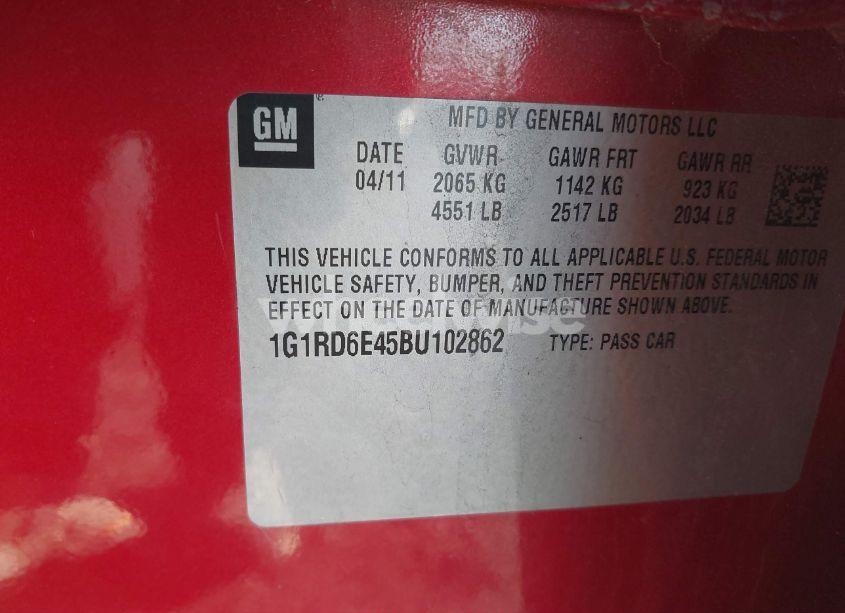 GM
MFD BY GENERAL MOTORS LLC
DATE GVWR GAWR FRT GAWR RR
04/11 2065 KG 1142 KG 923 KG
4551 LB 2517 LB 2034 LB
THIS VEHICLE CONFORMS TO ALL APPLICABLE U.S. FEDERAL MOTOR
VEHICLE SAFETY, BUMPER, AND THEFT PREVENTION STANDARDS IN
EFFECT ON THE DATE OF MANUFACTURE SHOWN ABOVE.
1G1RD6E45BU102862 TYPE: PASS CAR